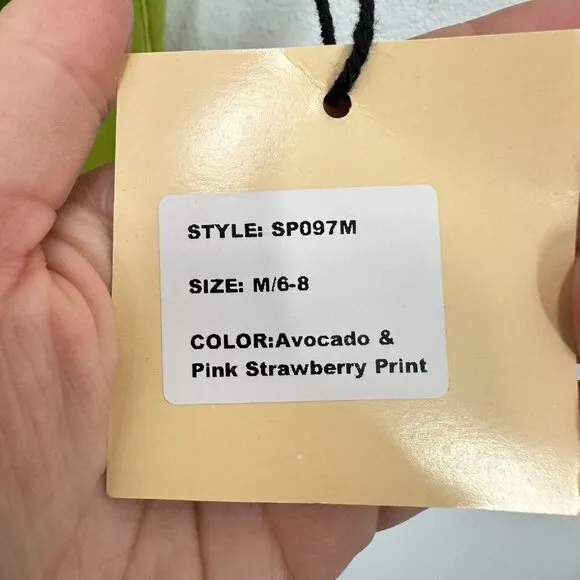 STYLE: SP097M
SIZE: M/6-8
COLOR:Avocado &
Pink Strawberry Print